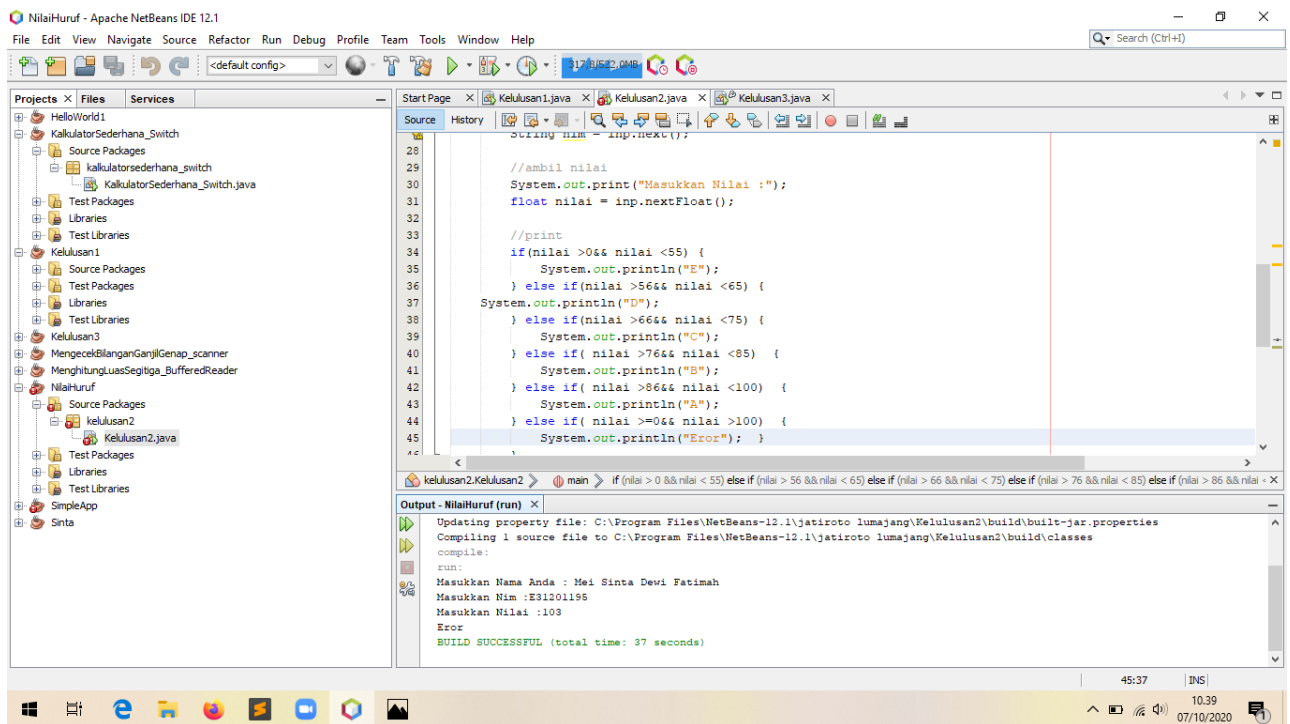 NilaiHuruf - Apache NetBeans IDE 12.1
File Edit View Navigate Source Refactor Run Debug Profile Team Tools Window Help
Search (Ctrl+I)
<default config>
317,8/522,0MB
Projects Files Services
Start Page Kelulusan1.java Kelulusan2.java Kelulusan3.java
Source History
HelloWorld1
KalkulatorSederhana_Switch
Source Packages
kalkulatorsederhana_switch
KalkulatorSederhana_Switch.java
Test Packages
Libraries
Test Libraries
Kelulusan1
Source Packages
Test Packages
Libraries
Test Libraries
Kelulusan3
MengecekBilanganGanjilGenap_scanner
MenghitungLuasSegitiga_BufferedReader
NilaiHuruf
Source Packages
kelulusan2
Kelulusan2.java
Test Packages
Libraries
Test Libraries
SimpleApp
Sinta
String nim = inp.next();
28
29 //ambil nilai
30 System.out.print("Masukkan Nilai :");
31 float nilai = inp.nextFloat();
32
33 //print
34 if(nilai >0&& nilai <55) {
35 System.out.println("E");
36 } else if(nilai >56&& nilai <65) {
37 System.out.println("D");
38 } else if(nilai >66&& nilai <75) {
39 System.out.println("C");
40 } else if( nilai >76&& nilai <85) {
41 System.out.println("B");
42 } else if( nilai >86&& nilai <100) {
43 System.out.println("A");
44 } else if( nilai >=0&& nilai >100) {
45 System.out.println("Eror"); }
46 }
kelulusan2.Kelulusan2 main if (nilai > 0 && nilai < 55) else if (nilai > 56 && nilai < 65) else if (nilai > 66 && nilai < 75) else if (nilai > 76 && nilai < 85) else if (nilai > 86 && nilai <
Output - NilaiHuruf (run)
Updating property file: C:\Program Files\NetBeans-12.1\jatiroto lumajang\Kelulusan2\build\built-jar.properties
Compiling 1 source file to C:\Program Files\NetBeans-12.1\jatiroto lumajang\Kelulusan2\build\classes
compile:
run:
Masukkan Nama Anda : Mei Sinta Dewi Fatimah
Masukkan Nim :E31201195
Masukkan Nilai :103
Eror
BUILD SUCCESSFUL (total time: 37 seconds)
45:37 INS
10.39
07/10/2020